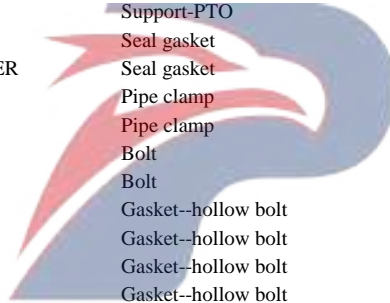 Support-PTO
Seal gasket
ER Seal gasket
Pipe clamp
Pipe clamp
Bolt
Bolt
Gasket--hollow bolt
Gasket--hollow bolt
Gasket--hollow bolt
Gasket--hollow bolt